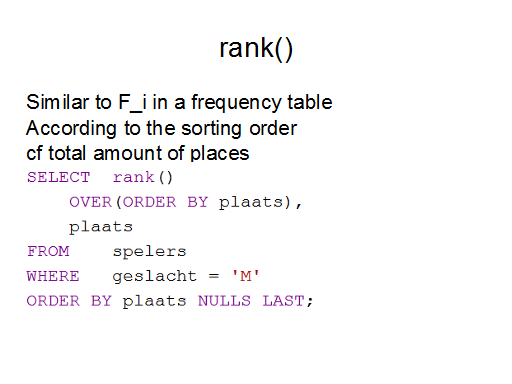 rank()
Similar to F_i in a frequency table
According to the sorting order
cf total amount of places
SELECT rank()
OVER(ORDER BY plaats),
plaats
FROM spelers
WHERE geslacht = 'M'
ORDER BY plaats NULLS LAST;